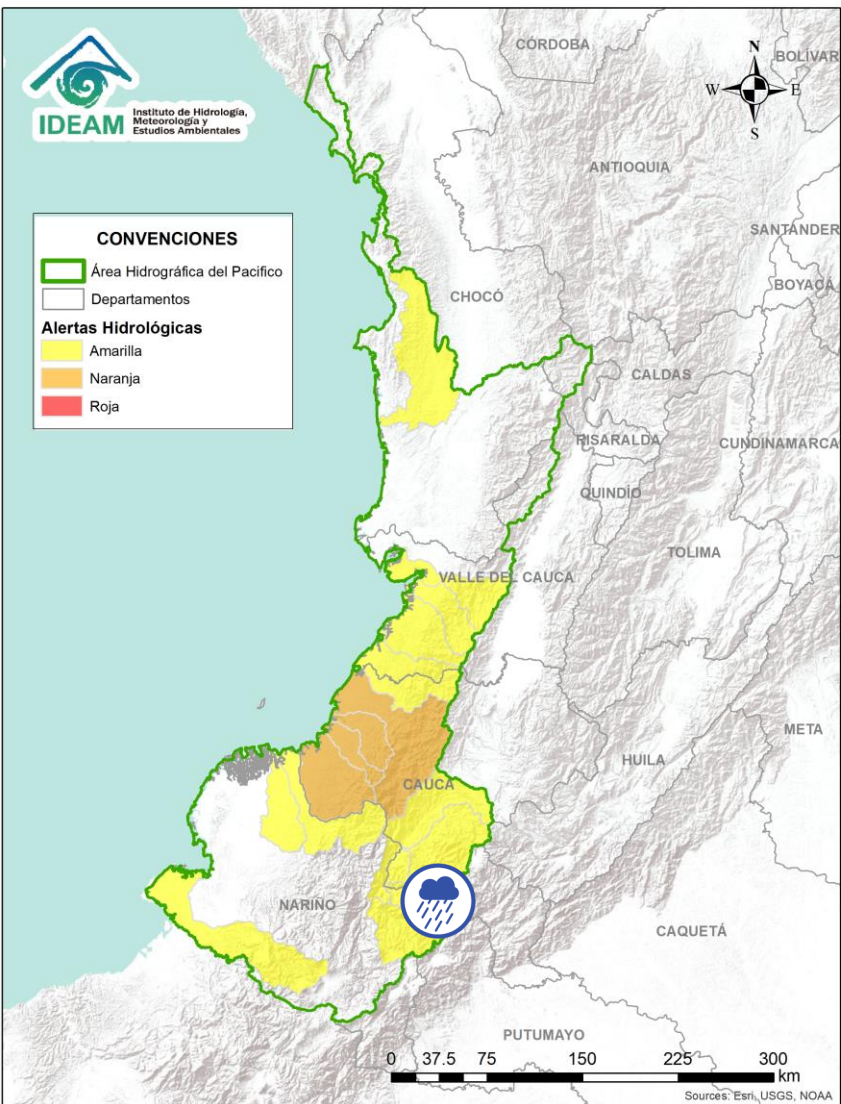 IDEAM
Instituto de Hidrología,
Meteorología y
Estudios Ambientales
CÓRDOBA
BOLÍVAR
N
W
E
S
ANTIOQUIA
SANTANDER
BOYACÁ
CONVENCIONES
Área Hidrográfica del Pacifico
Departamentos
Alertas Hidrológicas
Amarilla
Naranja
Roja
CHOCÓ
CALDAS
RISARALDA
CUNDINAMARCA
QUINDÍO
TOLIMA
VALLE DEL CAUCA
META
HUILA
CAUCA
NARIÑO
CAQUETÁ
PUTUMAYO
0 37.5 75 150 225 300
km
Sources: Esri, USGS, NOAA